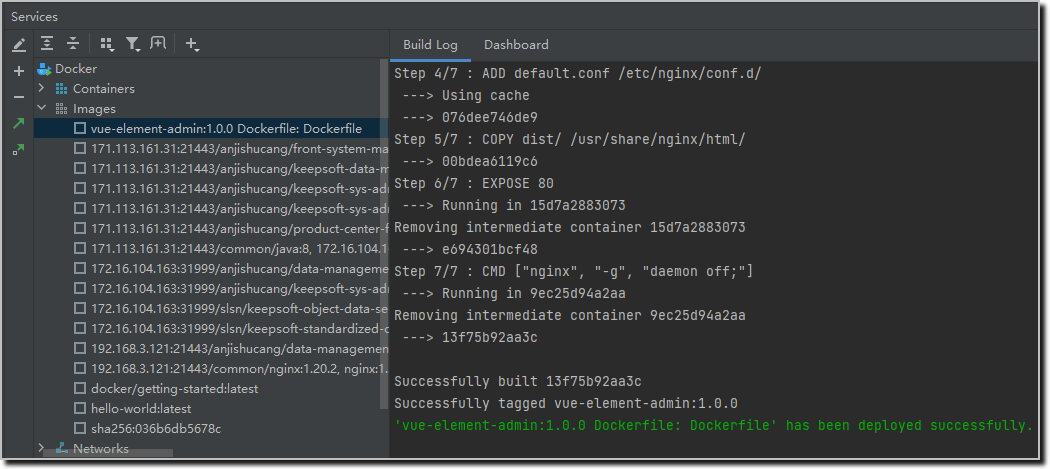 Services
Build Log
Dashboard
Docker
Containers
Images
vue-element-admin:1.0.0 Dockerfile: Dockerfile
171.113.161.31:21443/anjishucang/front-system-ma
171.113.161.31:21443/anjishucang/keepsoft-data-m
171.113.161.31:21443/anjishucang/keepsoft-sys-adr
171.113.161.31:21443/anjishucang/keepsoft-sys-adr
171.113.161.31:21443/anjishucang/product-center-f
171.113.161.31:21443/common/java:8, 172.16.104.1
172.16.104.163:31999/anjishucang/data-manageme
172.16.104.163:31999/anjishucang/keepsoft-sys-adr
172.16.104.163:31999/slsn/keepsoft-object-data-se
172.16.104.163:31999/slsn/keepsoft-standardized-c
192.168.3.121:21443/anjishucang/data-managemen
192.168.3.121:21443/common/nginx:1.20.2, nginx:1.
docker/getting-started:latest
hello-world:latest
sha256:036b6db5678c
Networks
Step 4/7 : ADD default.conf /etc/nginx/conf.d/
---> Using cache
---> 076dee746de9
Step 5/7 : COPY dist/ /usr/share/nginx/html/
---> 00bdea6119c6
Step 6/7 : EXPOSE 80
---> Running in 15d7a2883073
Removing intermediate container 15d7a2883073
---> e694301bcf48
Step 7/7 : CMD ["nginx", "-g", "daemon off;"]
---> Running in 9ec25d94a2aa
Removing intermediate container 9ec25d94a2aa
---> 13f75b92aa3c
Successfully built 13f75b92aa3c
Successfully tagged vue-element-admin:1.0.0
'vue-element-admin:1.0.0 Dockerfile: Dockerfile' has been deployed successfully.